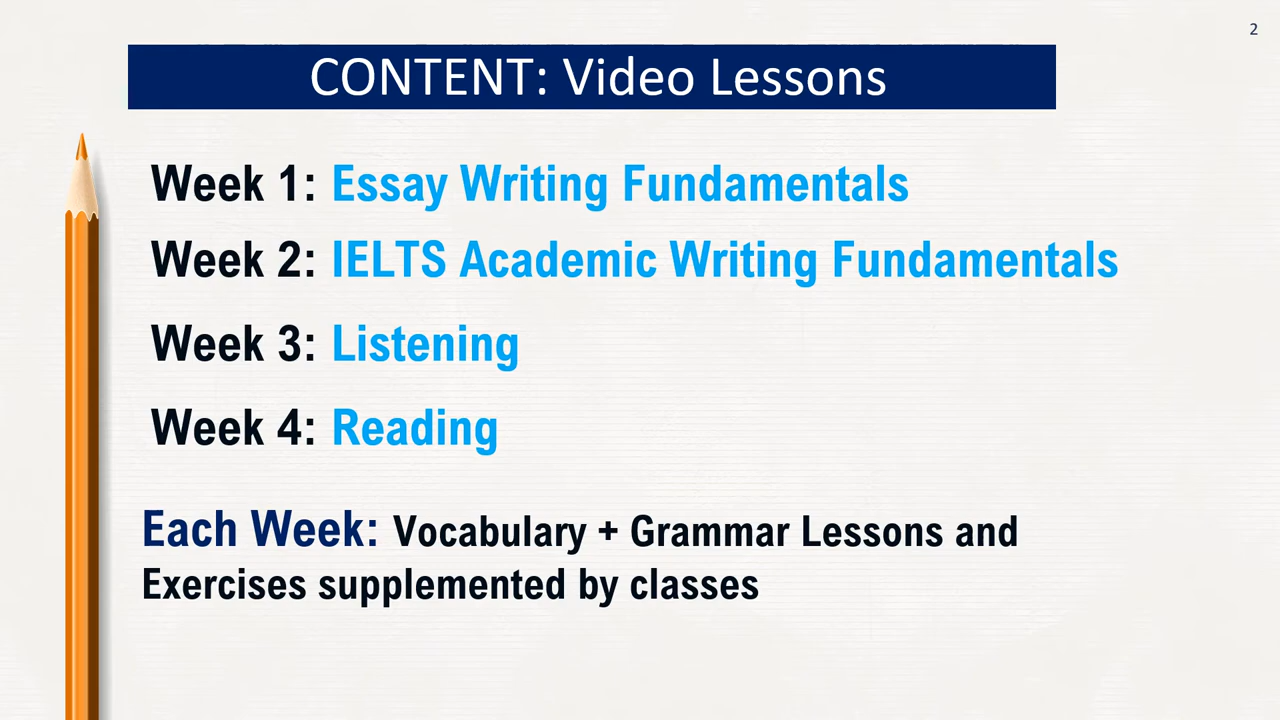 2
CONTENT: Video Lessons
Week 1: Essay Writing Fundamentals
Week 2: IELTS Academic Writing Fundamentals
Week 3: Listening
Week 4: Reading
Each Week: Vocabulary + Grammar Lessons and
Exercises supplemented by classes